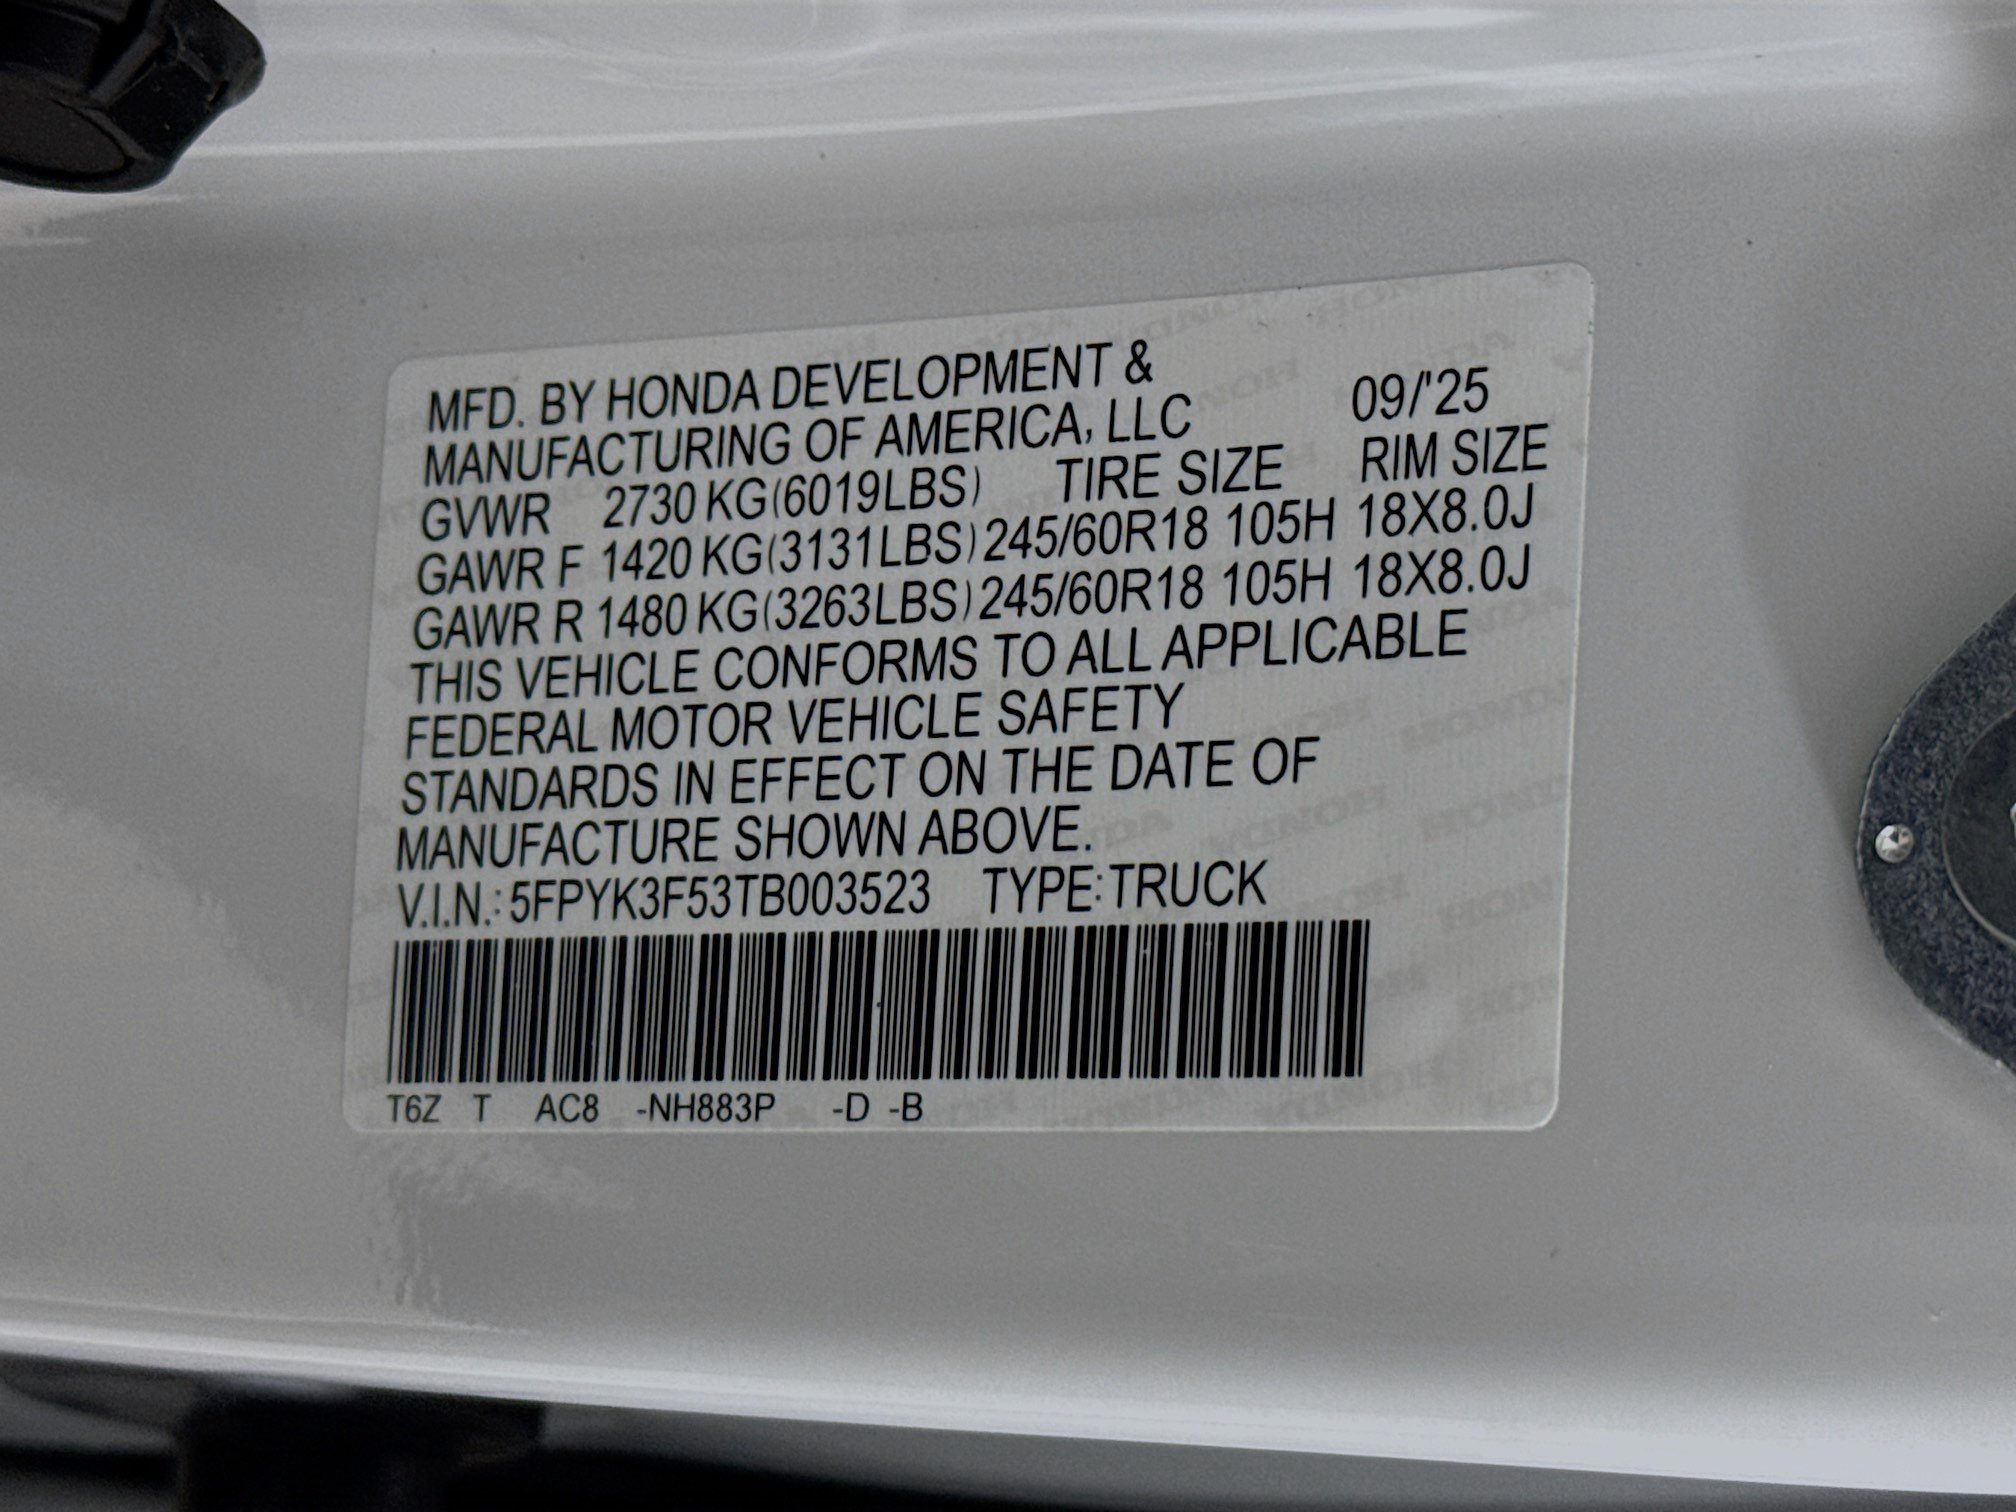 MFD. BY HONDA DEVELOPMENT &
MANUFACTURING OF AMERICA, LLC 09/'25
GVWR 2730 KG(6019LBS) TIRE SIZE RIM SIZE
GAWR F 1420 KG(3131LBS) 245/60R18 105H 18X8.0J
GAWR R 1480 KG(3263LBS) 245/60R18 105H 18X8.0J
THIS VEHICLE CONFORMS TO ALL APPLICABLE
FEDERAL MOTOR VEHICLE SAFETY
STANDARDS IN EFFECT ON THE DATE OF
MANUFACTURE SHOWN ABOVE.
V.I.N.: 5FPYK3F53TB003523 TYPE: TRUCK
T6Z T AC8 -NH883P -D -B